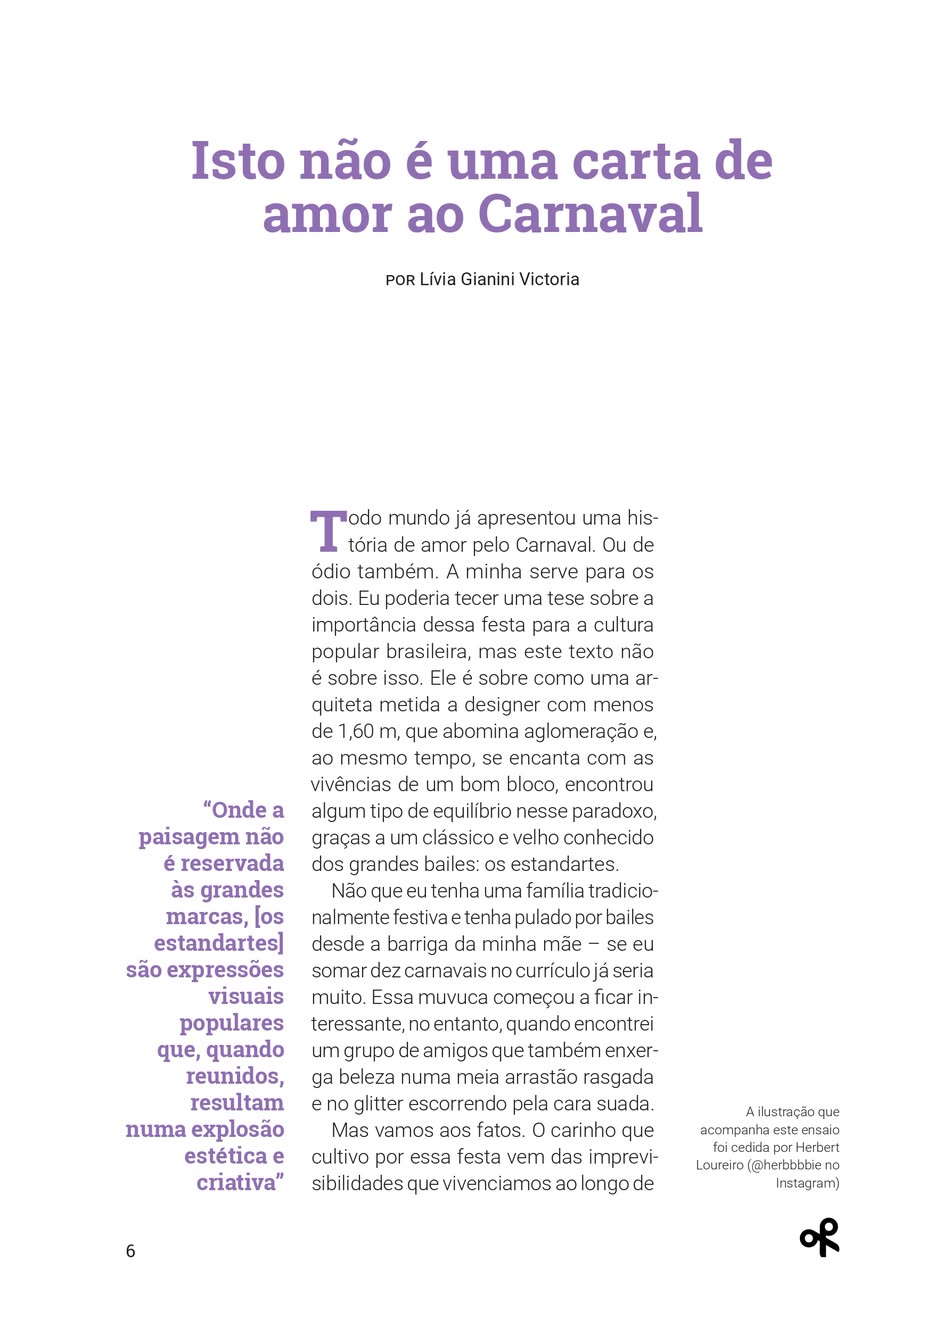 Isto não é uma carta de
amor ao Carnaval
POR Lívia Gianini Victoria
Todo mundo já apresentou uma his-
tória de amor pelo Carnaval. Ou de
ódio também. A minha serve para os
dois. Eu poderia tecer uma tese sobre a
importância dessa festa para a cultura
popular brasileira, mas este texto não
é sobre isso. Ele é sobre como uma ar-
quiteta metida a designer com menos
de 1,60 m, que abomina aglomeração e,
ao mesmo tempo, se encanta com as
vivências de um bom bloco, encontrou
algum tipo de equilíbrio nesse paradoxo,
graças a um clássico e velho conhecido
dos grandes bailes: os estandartes.
Não que eu tenha uma família tradicio-
nalmente festiva e tenha pulado por bailes
desde a barriga da minha mãe – se eu
somar dez carnavais no currículo já seria
muito. Essa muvuca começou a ficar in-
teressante, no entanto, quando encontrei
um grupo de amigos que também enxer-
ga beleza numa meia arrastão rasgada
e no glitter escorrendo pela cara suada.
Mas vamos aos fatos. O carinho que
cultivo por essa festa vem das imprevi-
sibilidades que vivenciamos ao longo de
“Onde a
paisagem não
é reservada
às grandes
marcas, [os
estandartes]
são expressões
visuais
populares
que, quando
reunidos,
resultam
numa explosão
estética e
criativa”
A ilustração que
acompanha este ensaio
foi cedida por Herbert
Loureiro (@herbbbbie no
Instagram)
6